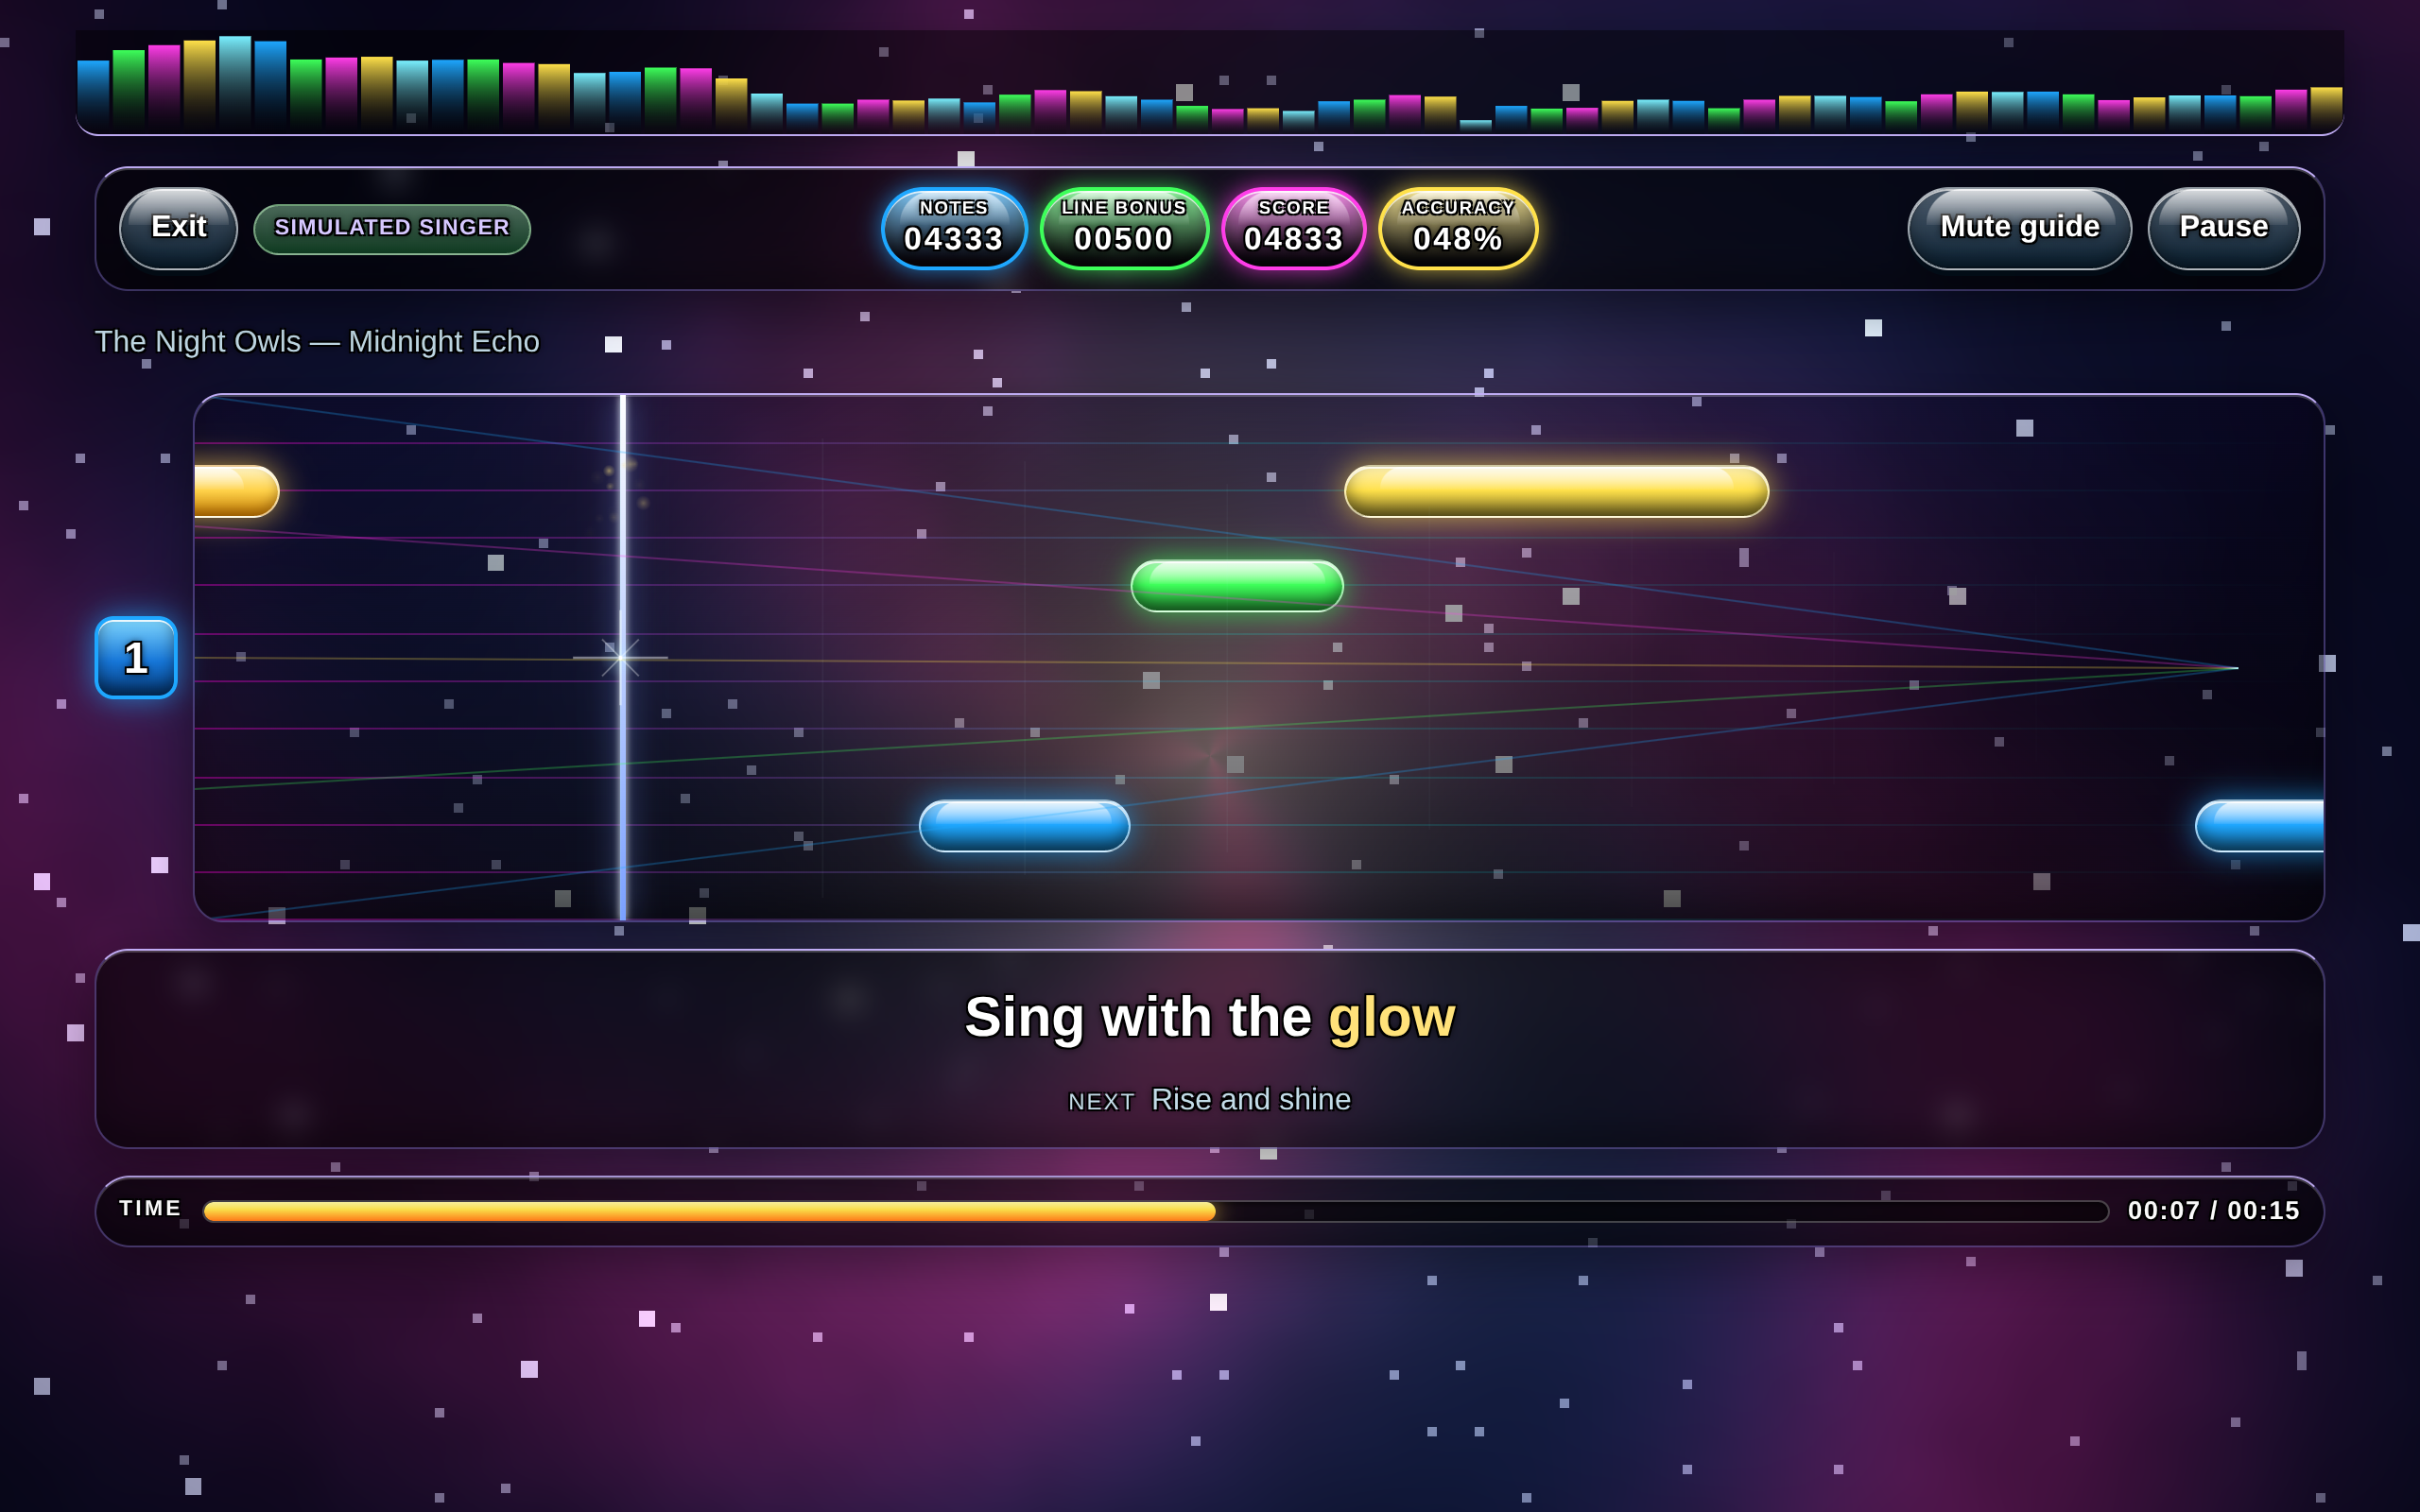 Exit
SIMULATED SINGER
NOTES
04333
LINE BONUS
00500
SCORE
04833
ACCURACY
048%
Mute guide
Pause
The Night Owls — Midnight Echo
1
Sing with the glow
NEXT Rise and shine
TIME
00:07 / 00:15